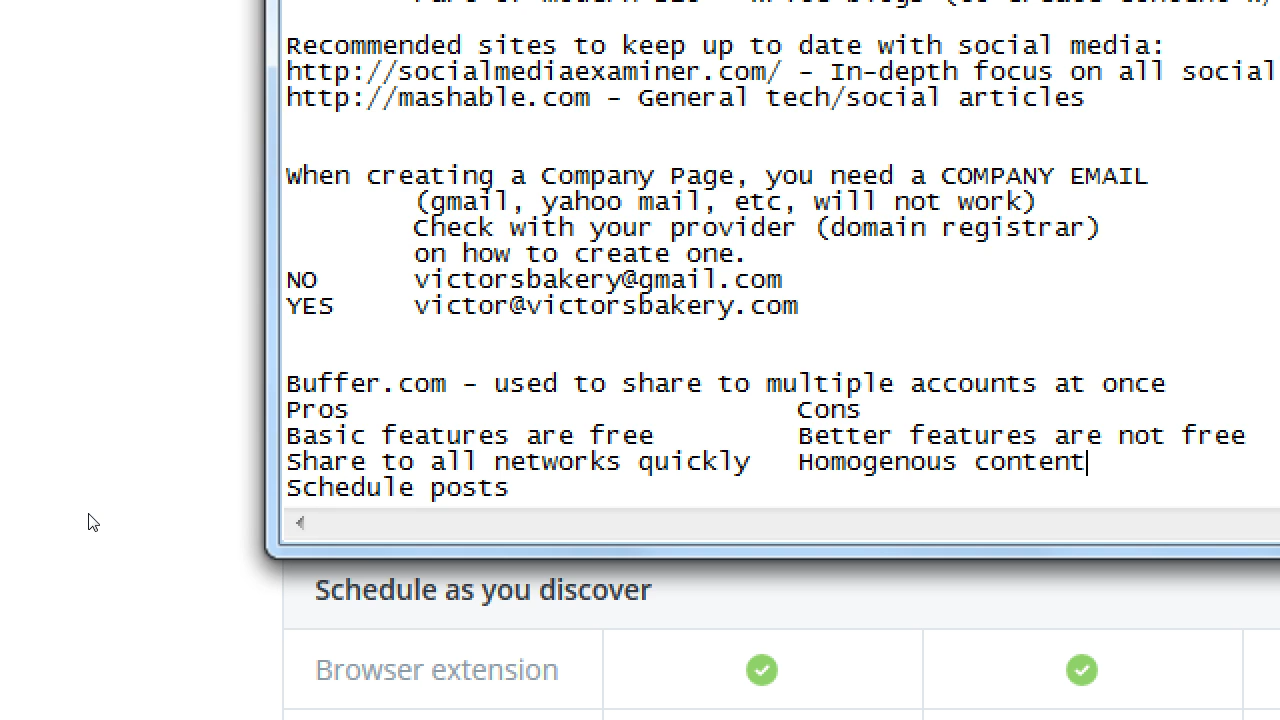 Recommended sites to keep up to date with social media:
http://socialmediaexaminer.com/ - In-depth focus on all social
http://mashable.com - General tech/social articles
When creating a Company Page, you need a COMPANY EMAIL
(gmail, yahoo mail, etc, will not work)
Check with your provider (domain registrar)
on how to create one.
NO victorsbakery@gmail.com
YES victor@victorsbakery.com
Buffer.com - used to share to multiple accounts at once
Pros Cons
Basic features are free Better features are not free
Share to all networks quickly Homogenous content
Schedule posts
Schedule as you discover
Browser extension